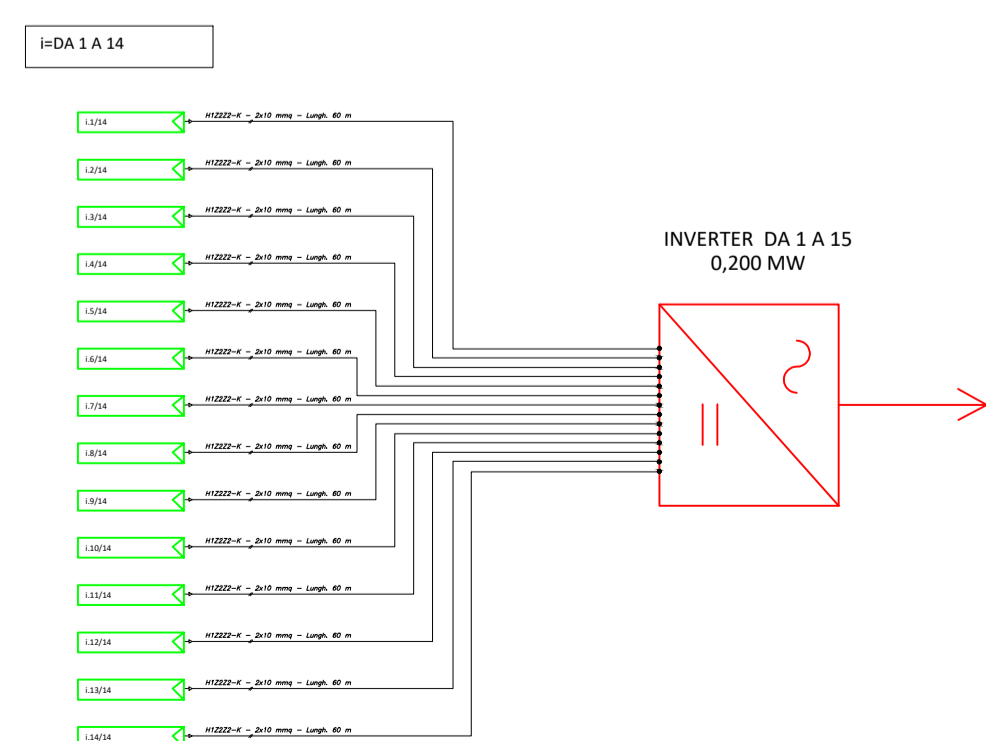 i=DA 1 A 14
INVERTER DA 1 A 15
0,200 MW
i.1/14 H1Z2Z2-K - 2x10 mmq - Lungh. 60 m
i.2/14 H1Z2Z2-K - 2x10 mmq - Lungh. 60 m
i.3/14 H1Z2Z2-K - 2x10 mmq - Lungh. 60 m
i.4/14 H1Z2Z2-K - 2x10 mmq - Lungh. 60 m
i.5/14 H1Z2Z2-K - 2x10 mmq - Lungh. 60 m
i.6/14 H1Z2Z2-K - 2x10 mmq - Lungh. 60 m
i.7/14 H1Z2Z2-K - 2x10 mmq - Lungh. 60 m
i.8/14 H1Z2Z2-K - 2x10 mmq - Lungh. 60 m
i.9/14 H1Z2Z2-K - 2x10 mmq - Lungh. 60 m
i.10/14 H1Z2Z2-K - 2x10 mmq - Lungh. 60 m
i.11/14 H1Z2Z2-K - 2x10 mmq - Lungh. 60 m
i.12/14 H1Z2Z2-K - 2x10 mmq - Lungh. 60 m
i.13/14 H1Z2Z2-K - 2x10 mmq - Lungh. 60 m
i.14/14 H1Z2Z2-K - 2x10 mmq - Lungh. 60 m